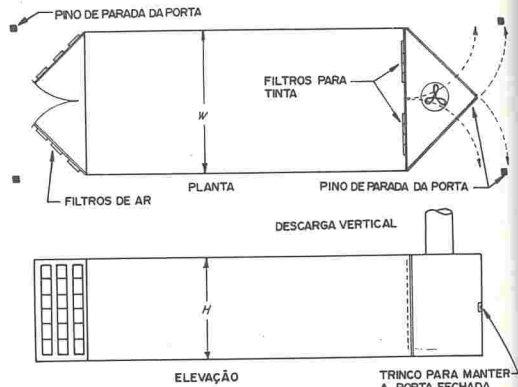 PINO DE PARADA DA PORTA
FILTROS PARA
TINTA
W
PLANTA
PINO DE PARADA DA PORTA
FILTROS DE AR
DESCARGA VERTICAL
H
ELEVAÇÃO
TRINCO PARA MANTER
A PORTA FECHADA